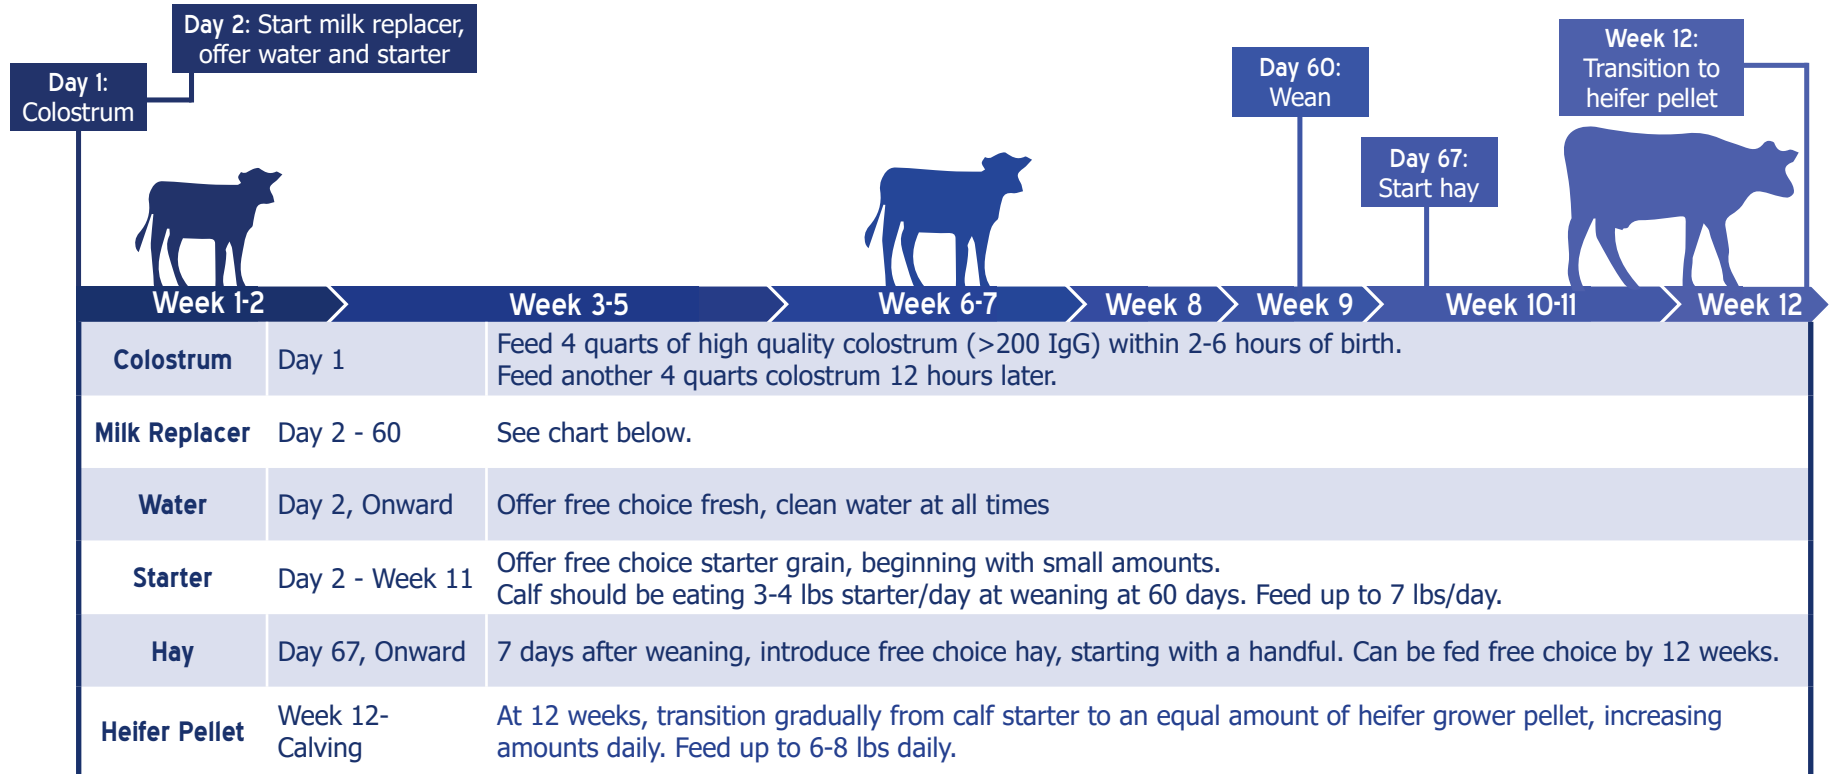 Day 1:
Colostrum
Day 2: Start milk replacer,
offer water and starter
Day 60:
Wean
Day 67:
Start hay
Week 12:
Transition to
heifer pellet
Week 1-2
Week 3-5
Week 6-7
Week 8
Week 9
Week 10-11
Week 12
Colostrum
Day 1
Feed 4 quarts of high quality colostrum (>200 IgG) within 2-6 hours of birth.
Feed another 4 quarts colostrum 12 hours later.
Milk Replacer
Day 2 - 60
See chart below.
Water
Day 2, Onward
Offer free choice fresh, clean water at all times
Starter
Day 2 - Week 11
Offer free choice starter grain, beginning with small amounts.
Calf should be eating 3-4 lbs starter/day at weaning at 60 days. Feed up to 7 lbs/day.
Hay
Day 67, Onward
7 days after weaning, introduce free choice hay, starting with a handful. Can be fed free choice by 12 weeks.
Heifer Pellet
Week 12-
Calving
At 12 weeks, transition gradually from calf starter to an equal amount of heifer grower pellet, increasing
amounts daily. Feed up to 6-8 lbs daily.